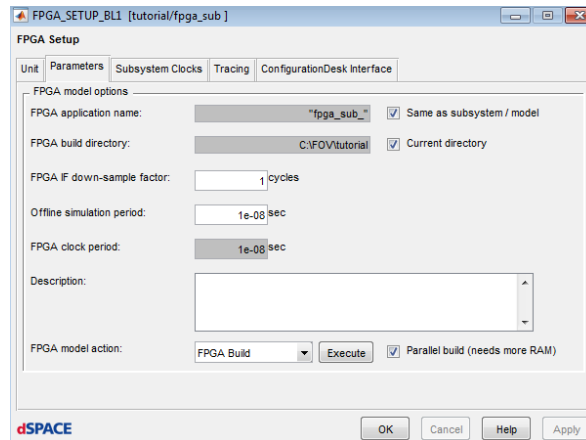 FPGA_SETUP_BL1 [tutorial/fpga_sub ]
FPGA Setup
Unit Parameters Subsystem Clocks Tracing ConfigurationDesk Interface
FPGA model options
FPGA application name: "fpga_sub_" Same as subsystem / model
FPGA build directory: C:\FOV\tutorial Current directory
FPGA IF down-sample factor: 1 cycles
Offline simulation period: 1e-08 sec
FPGA clock period: 1e-08 sec
Description:
FPGA model action: FPGA Build Execute Parallel build (needs more RAM)
dSPACE OK Cancel Help Apply